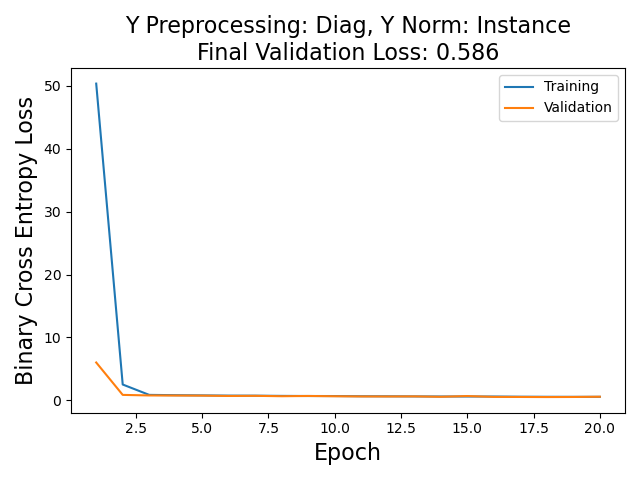 Y Preprocessing: Diag, Y Norm: Instance
Final Validation Loss: 0.586
Training
Validation
Binary Cross Entropy Loss
50
40
30
20
10
0
2.5 5.0 7.5 10.0 12.5 15.0 17.5 20.0
Epoch